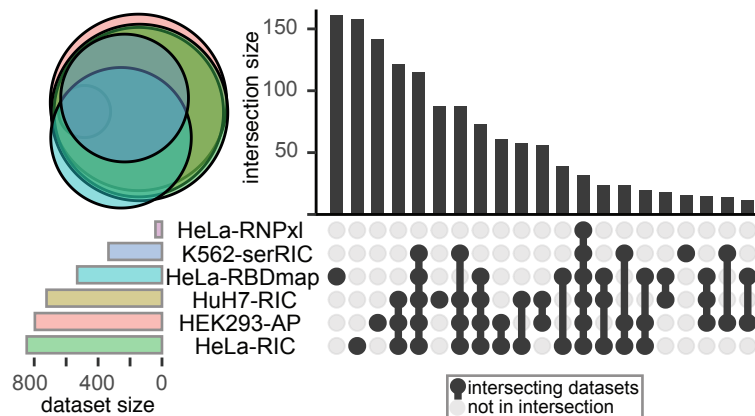 150
100
50
intersection size
HeLa-RNPxl
K562-serRIC
HeLa-RBDmap
HuH7-RIC
HEK293-AP
HeLa-RIC
800 400 0
dataset size
intersecting datasets
not in intersection